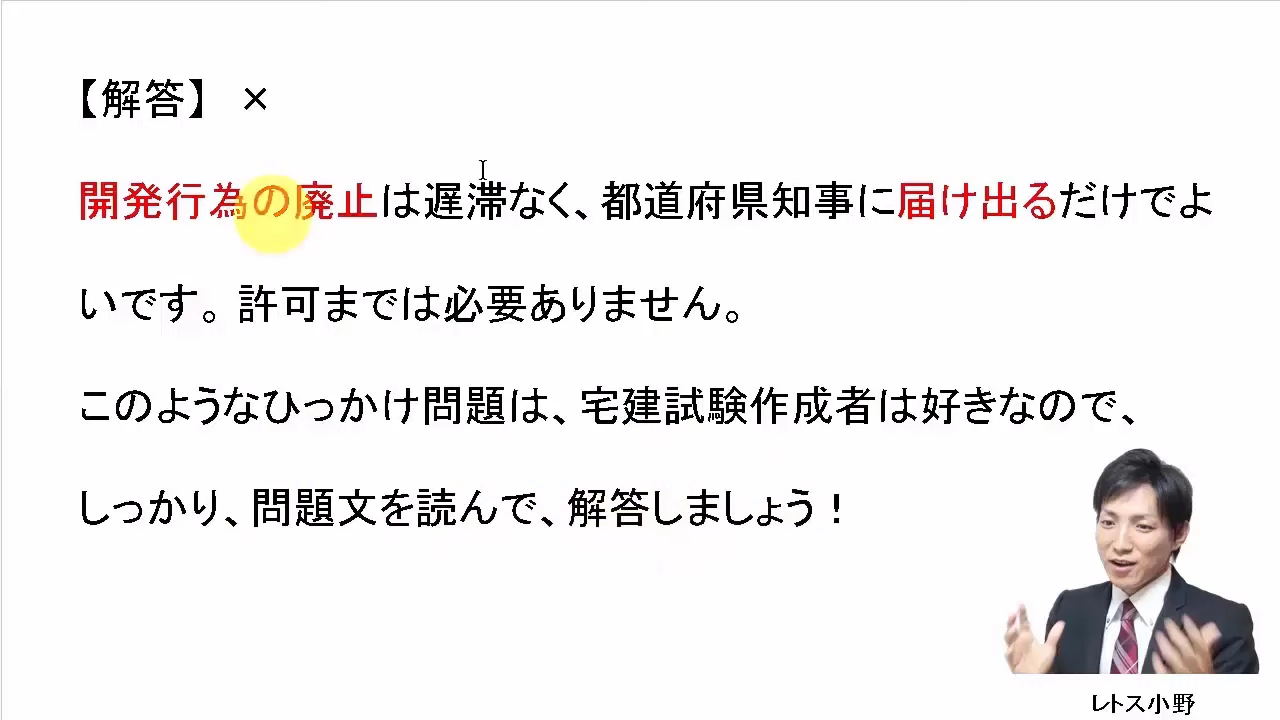 【解答】 ×
開発行為の廃止は遅滞なく、都道府県知事に届け出るだけでよ
いです。許可までは必要ありません。
このようなひっかけ問題は、宅建試験作成者は好きなので、
しっかり、問題文を読んで、解答しましょう！
レトス小野